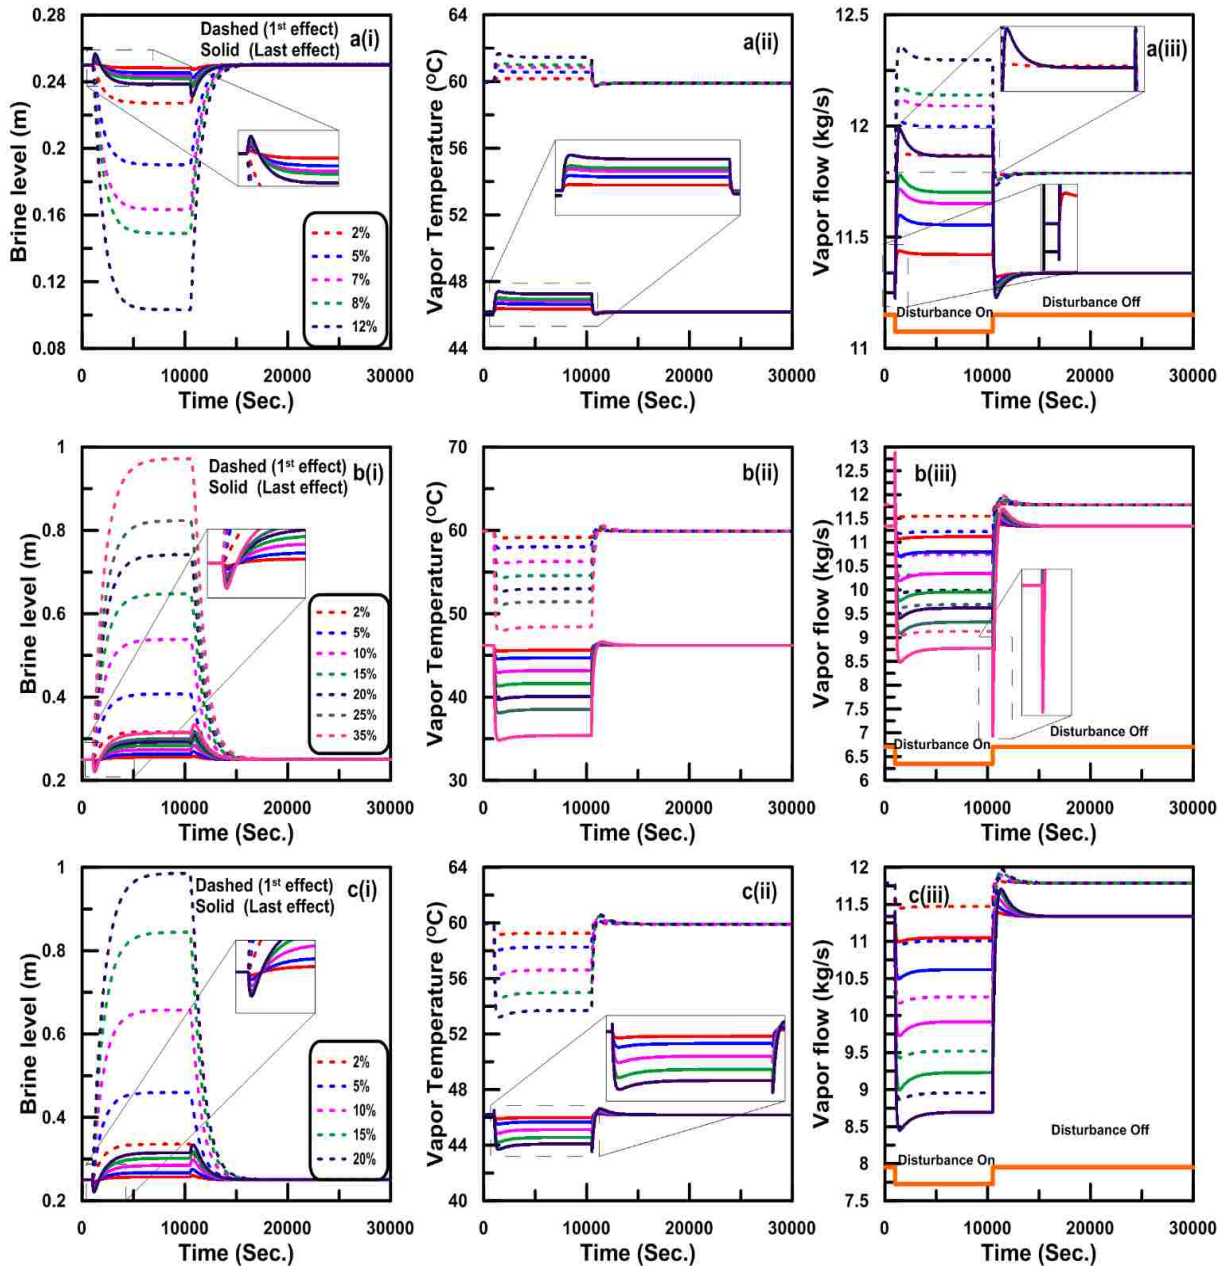 Dashed (1st effect)
Solid (Last effect)
a(i)
Brine level (m)
0.28
0.24
0.2
0.16
0.12
0.08
2%
5%
7%
8%
12%
0
10000
20000
30000
Time (Sec.)
a(ii)
Vapor Temperature (OC)
64
60
56
52
48
44
0
10000
20000
30000
Time (Sec.)
a(iii)
Vapor flow (kg/s)
12.5
12
11.5
11
Disturbance Off
Disturbance On
0
10000
20000
30000
Time (Sec.)
Dashed (1st effect)
Solid (Last effect)
b(i)
Brine level (m)
1
0.8
0.6
0.4
0.2
2%
5%
10%
15%
20%
25%
35%
0
10000
20000
30000
Time (Sec.)
b(ii)
Vapor Temperature (OC)
70
60
50
40
30
0
10000
20000
30000
Time (Sec.)
b(iii)
Vapor flow (kg/s)
13
12.5
12
11.5
11
10.5
10
9.5
9
8.5
8
7.5
7
6.5
6
Disturbance On
Disturbance Off
0
10000
20000
30000
Time (Sec.)
Dashed (1st effect)
Solid (Last effect)
c(i)
Brine level (m)
1
0.8
0.6
0.4
0.2
2%
5%
10%
15%
20%
0
10000
20000
30000
Time (Sec.)
c(ii)
Vapor Temperature (OC)
64
60
56
52
48
44
40
0
10000
20000
30000
Time (Sec.)
c(iii)
Vapor flow (kg/s)
12
11.5
11
10.5
10
9.5
9
8.5
8
7.5
Disturbance Off
Disturbance On
0
10000
20000
30000
Time (Sec.)